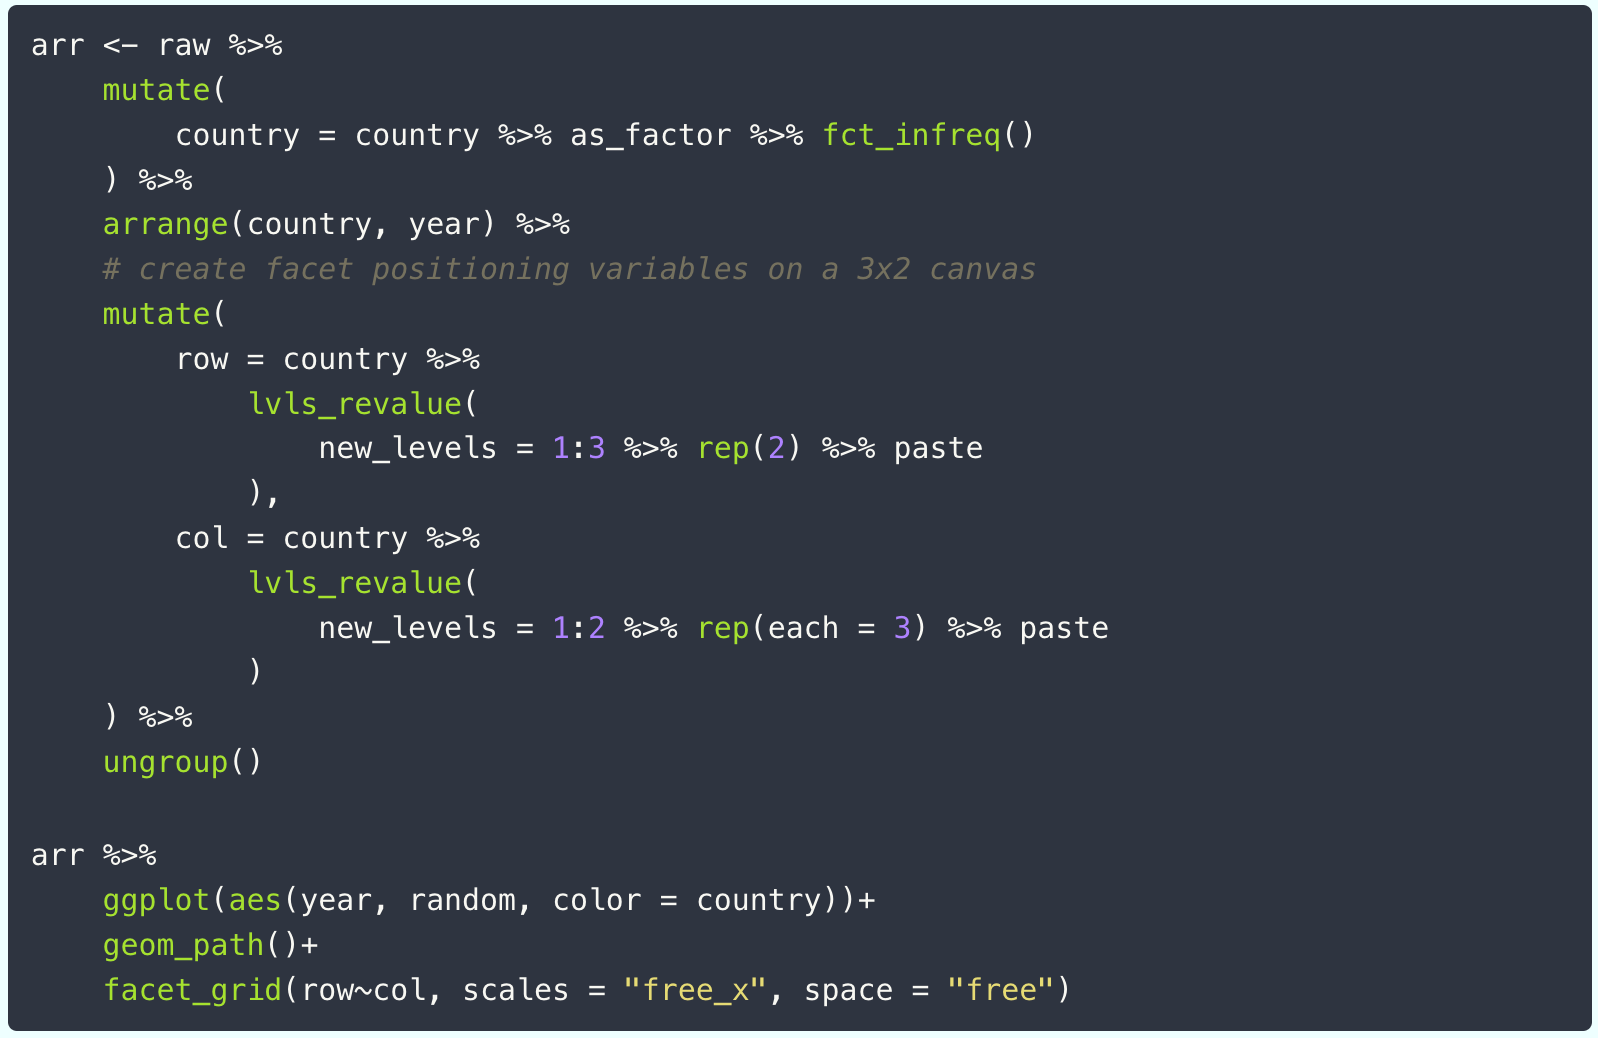 arr <- raw %>%
    mutate(
        country = country %>% as_factor %>% fct_infreq()
    ) %>%
    arrange(country, year) %>%
    # create facet positioning variables on a 3x2 canvas
    mutate(
        row = country %>%
            lvls_revalue(
                new_levels = 1:3 %>% rep(2) %>% paste
            ),
        col = country %>%
            lvls_revalue(
                new_levels = 1:2 %>% rep(each = 3) %>% paste
            )
    ) %>%
    ungroup()

arr %>%
    ggplot(aes(year, random, color = country))+
    geom_path()+
    facet_grid(row~col, scales = "free_x", space = "free")